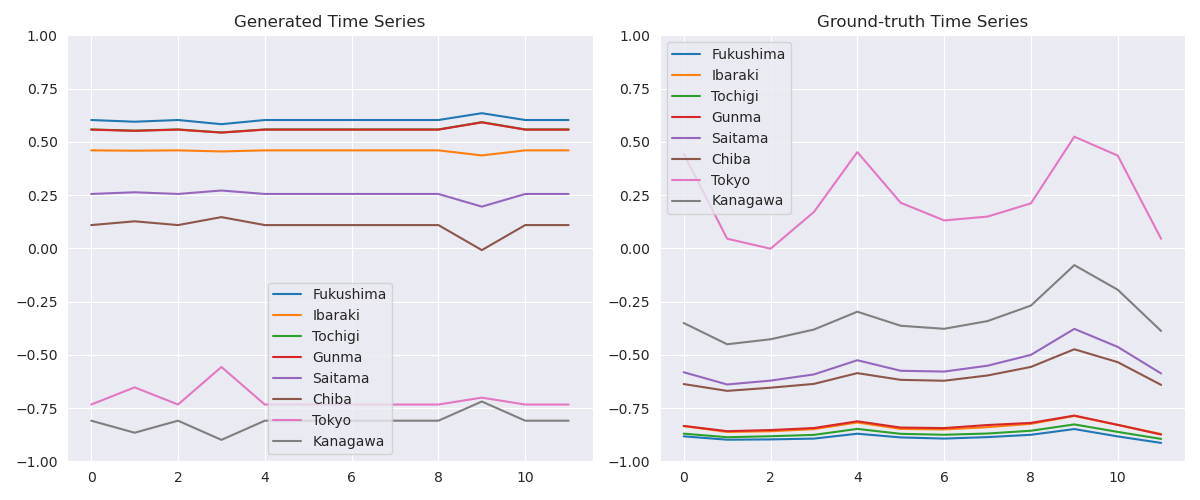 Generated Time Series
1.00
0.75
0.50
0.25
0.00
−0.25
−0.50
−0.75
−1.00
0 2 4 6 8 10
Fukushima
Ibaraki
Tochigi
Gunma
Saitama
Chiba
Tokyo
Kanagawa
Ground-truth Time Series
1.00
0.75
0.50
0.25
0.00
−0.25
−0.50
−0.75
−1.00
0 2 4 6 8 10
Fukushima
Ibaraki
Tochigi
Gunma
Saitama
Chiba
Tokyo
Kanagawa